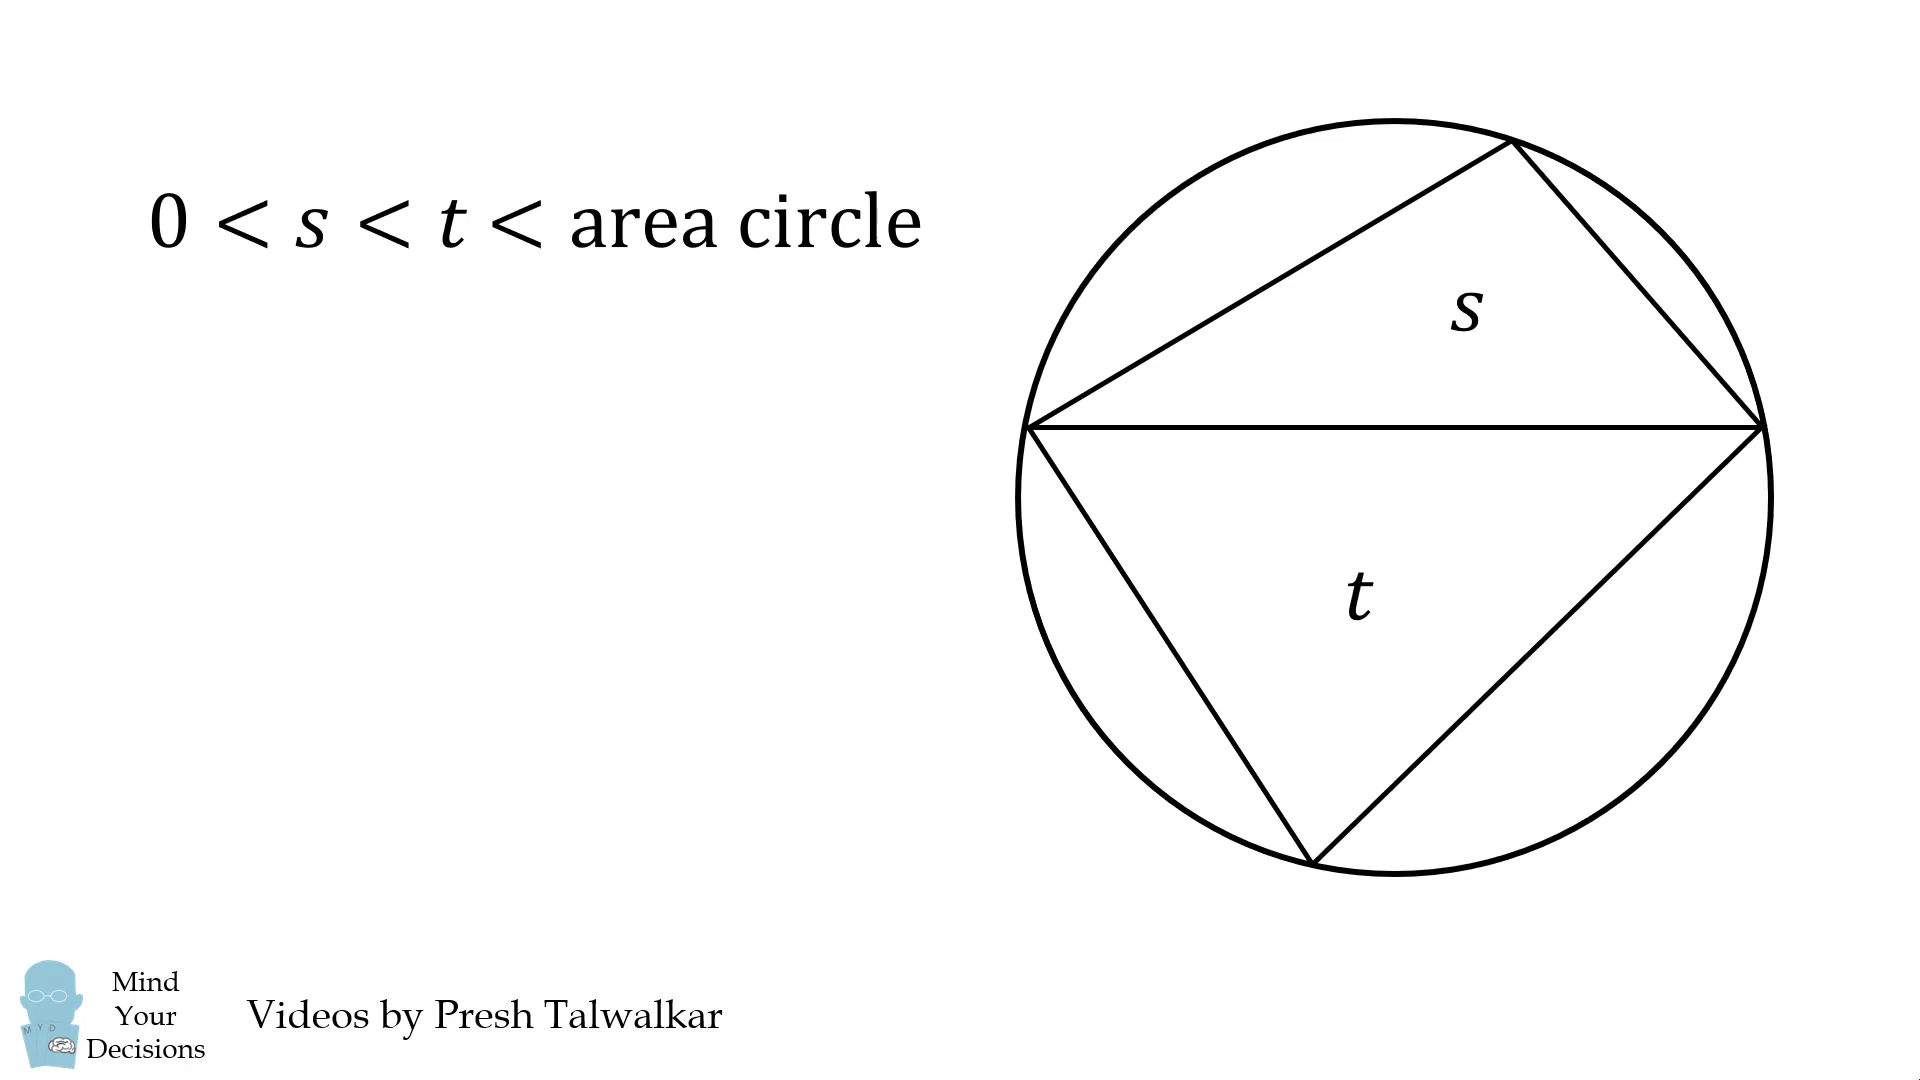 0 < s < t < area circle
s
t
Mind
Your
Decisions
M Y D
Videos by Presh Talwalkar